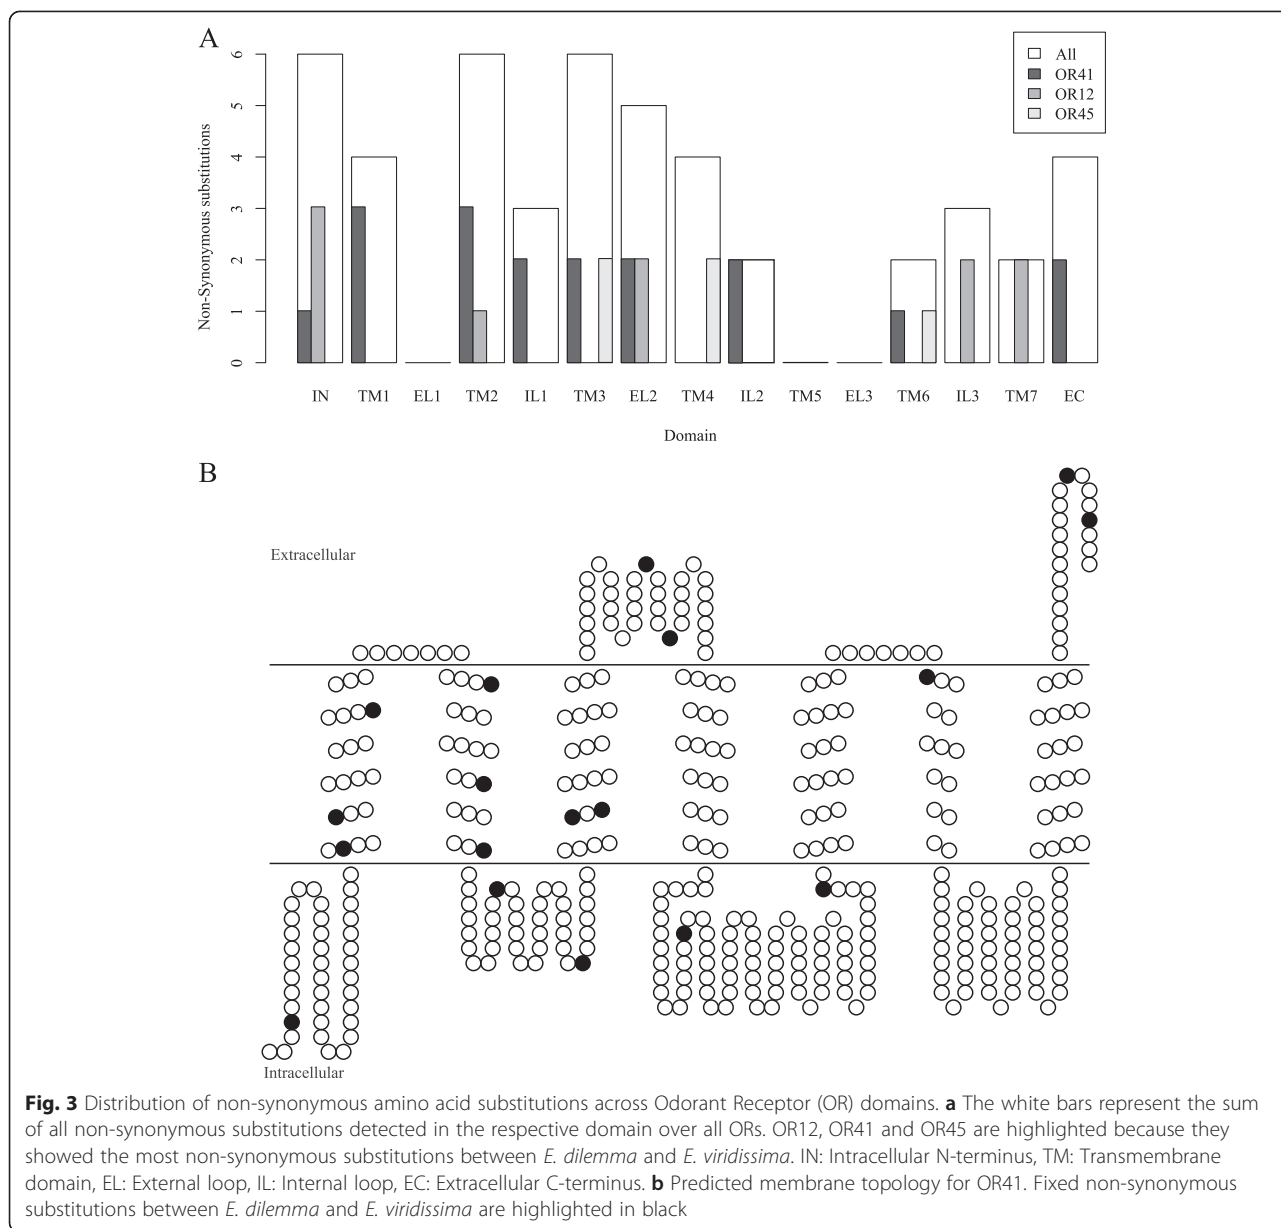 A
Non-Synonymous substitutions
0 1 2 3 4 5 6
All
OR41
OR12
OR45
IN TM1 EL1 TM2 IL1 TM3 EL2 TM4 IL2 TM5 EL3 TM6 IL3 TM7 EC
Domain
B
Extracellular
Intracellular
Fig. 3 Distribution of non-synonymous amino acid substitutions across Odorant Receptor (OR) domains. a The white bars represent the sum
of all non-synonymous substitutions detected in the respective domain over all ORs. OR12, OR41 and OR45 are highlighted because they
showed the most non-synonymous substitutions between E. dilemma and E. viridissima. IN: Intracellular N-terminus, TM: Transmembrane
domain, EL: External loop, IL: Internal loop, EC: Extracellular C-terminus. b Predicted membrane topology for OR41. Fixed non-synonymous
substitutions between E. dilemma and E. viridissima are highlighted in black